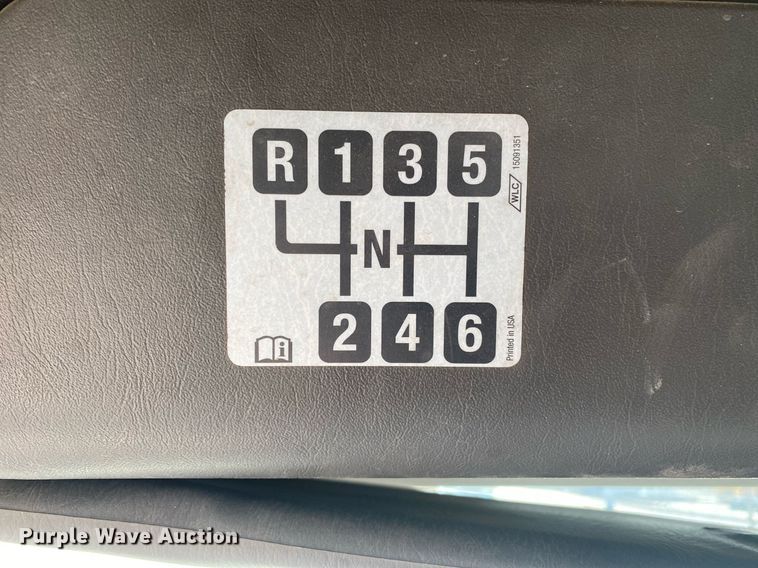 R 1 3 5
N
2 4 6
WLC 15091351
Printed in USA
i
Purple Wave Auction